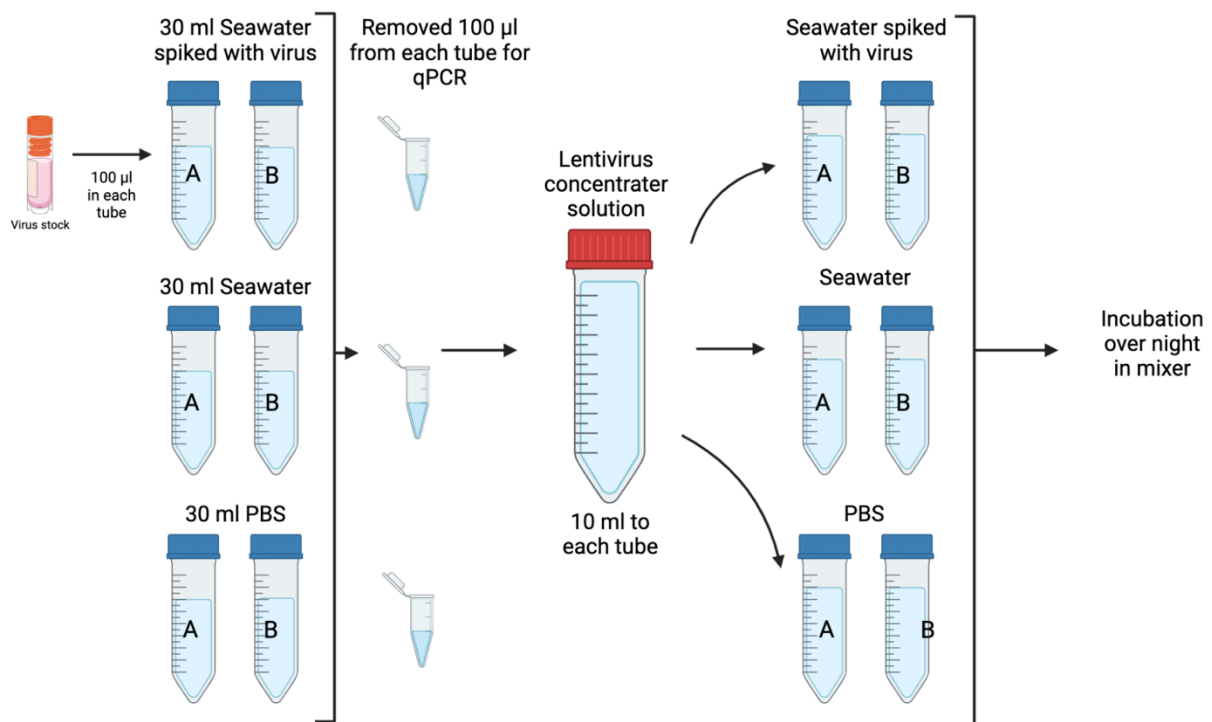 30 ml Seawater
spiked with virus
Removed 100 µl
from each tube for
qPCR
Seawater spiked
with virus
Virus stock
100 µl
in each
tube
A
B
Lentivirus
concentrater
solution
A
B
30 ml Seawater
A
B
Seawater
A
B
Incubation
over night
in mixer
30 ml PBS
A
B
10 ml to
each tube
PBS
A
B